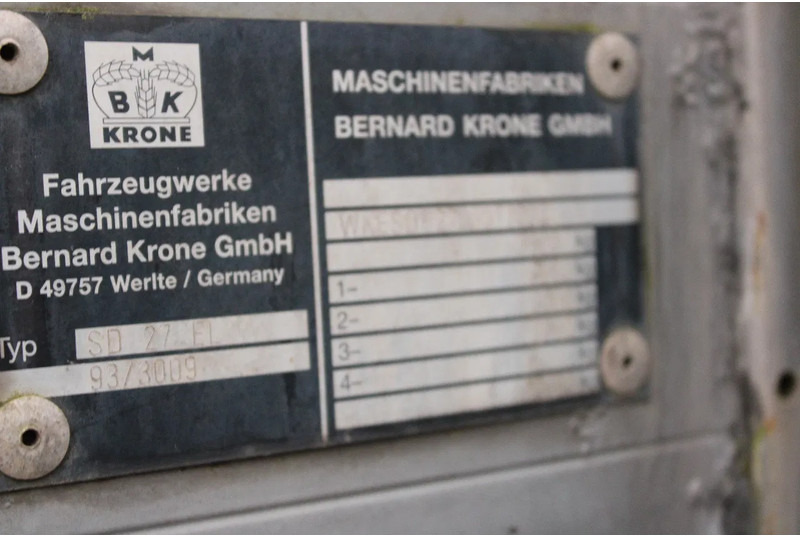 M
B K
KRONE
Fahrzeugwerke
Maschinenfabriken
Bernard Krone GmbH
D 49757 Werlte / Germany
Typ SD 27 EL
93/3009
MASCHINENFABRIKEN
BERNARD KRONE GMBH
1-
2-
3-
4-